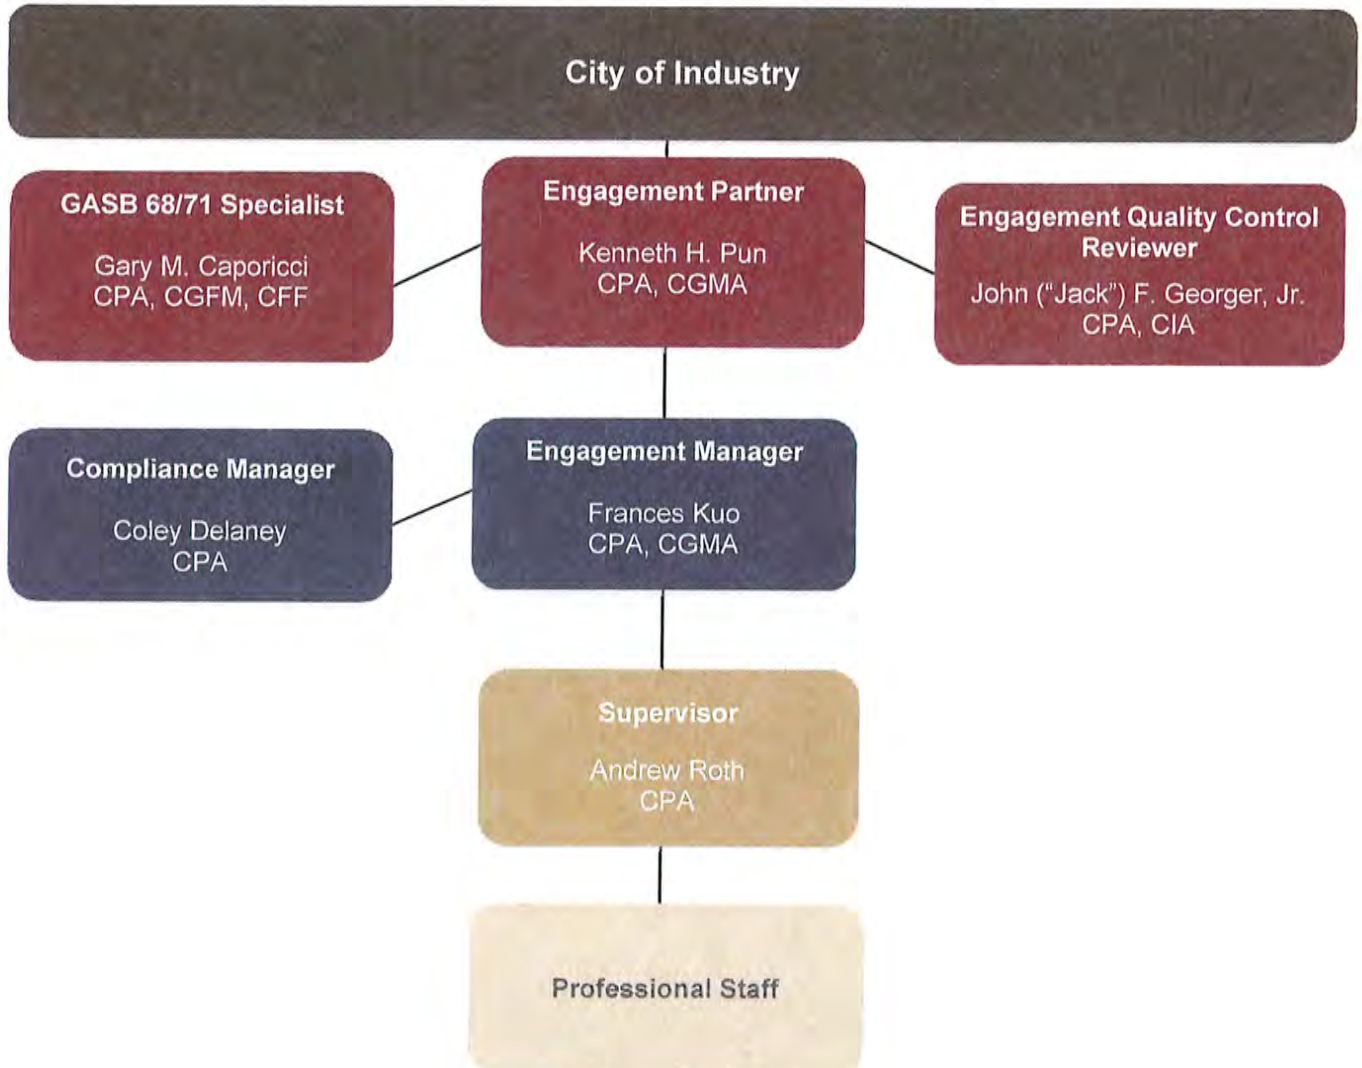 City of Industry
GASB 68/71 Specialist
Gary M. Caporicci
CPA, CGFM, CFF
Engagement Partner
Kenneth H. Pun
CPA, CGMA
Engagement Quality Control
Reviewer
John ("Jack") F. Georger, Jr.
CPA, CIA
Compliance Manager
Coley Delaney
CPA
Engagement Manager
Frances Kuo
CPA, CGMA
Supervisor
Andrew Roth
CPA
Professional Staff